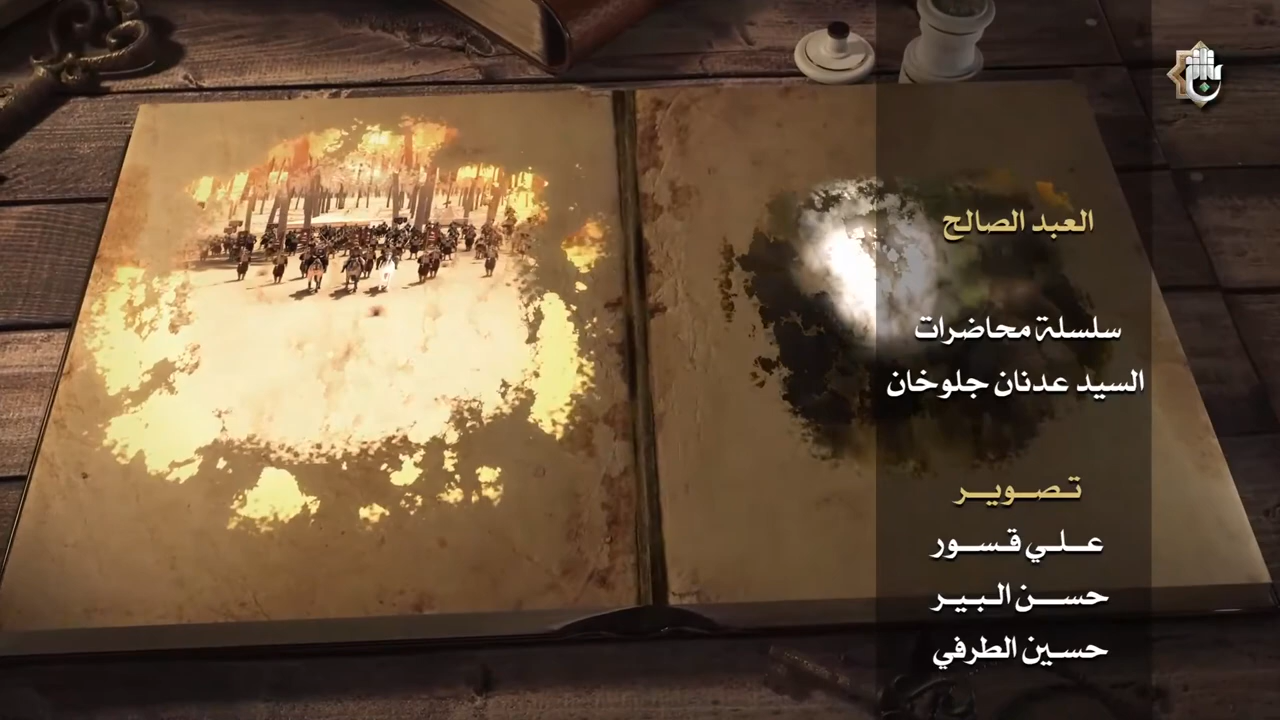 العبد الصالح
سلسلة محاضرات
السيد عدنان جلوخان
تصوير
علي قسور
حسن البير
حسين الطرفي